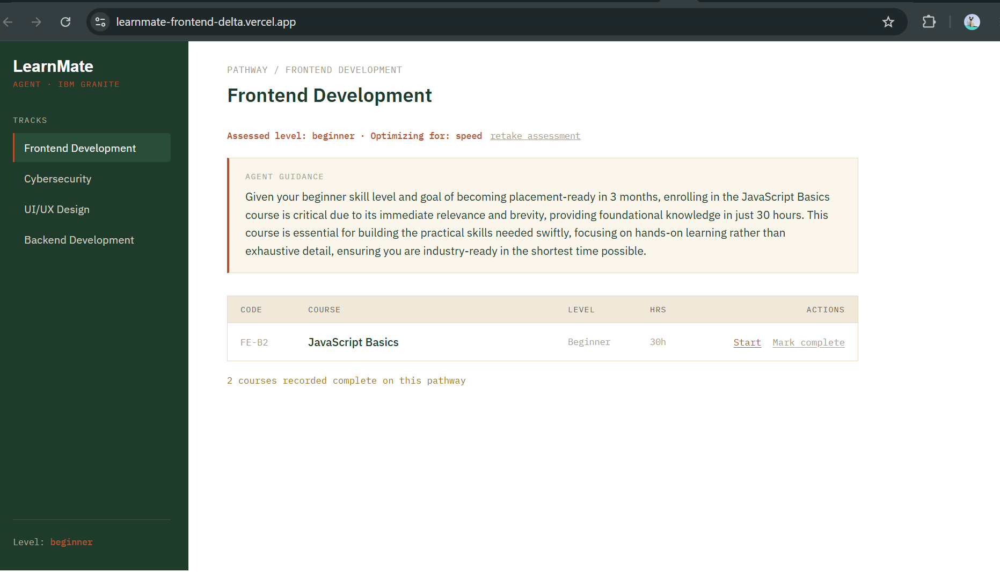 learnmate-frontend-delta.vercel.app
LearnMate
AGENT · IBM GRANITE
TRACKS
Frontend Development
Cybersecurity
UI/UX Design
Backend Development
Level: beginner
PATHWAY / FRONTEND DEVELOPMENT
Frontend Development
Assessed level: beginner · Optimizing for: speed retake assessment
AGENT GUIDANCE
Given your beginner skill level and goal of becoming placement-ready in 3 months, enrolling in the JavaScript Basics
course is critical due to its immediate relevance and brevity, providing foundational knowledge in just 30 hours. This
course is essential for building the practical skills needed swiftly, focusing on hands-on learning rather than
exhaustive detail, ensuring you are industry-ready in the shortest time possible.
CODE COURSE LEVEL HRS ACTIONS
FE-B2 JavaScript Basics Beginner 30h Start Mark complete
2 courses recorded complete on this pathway